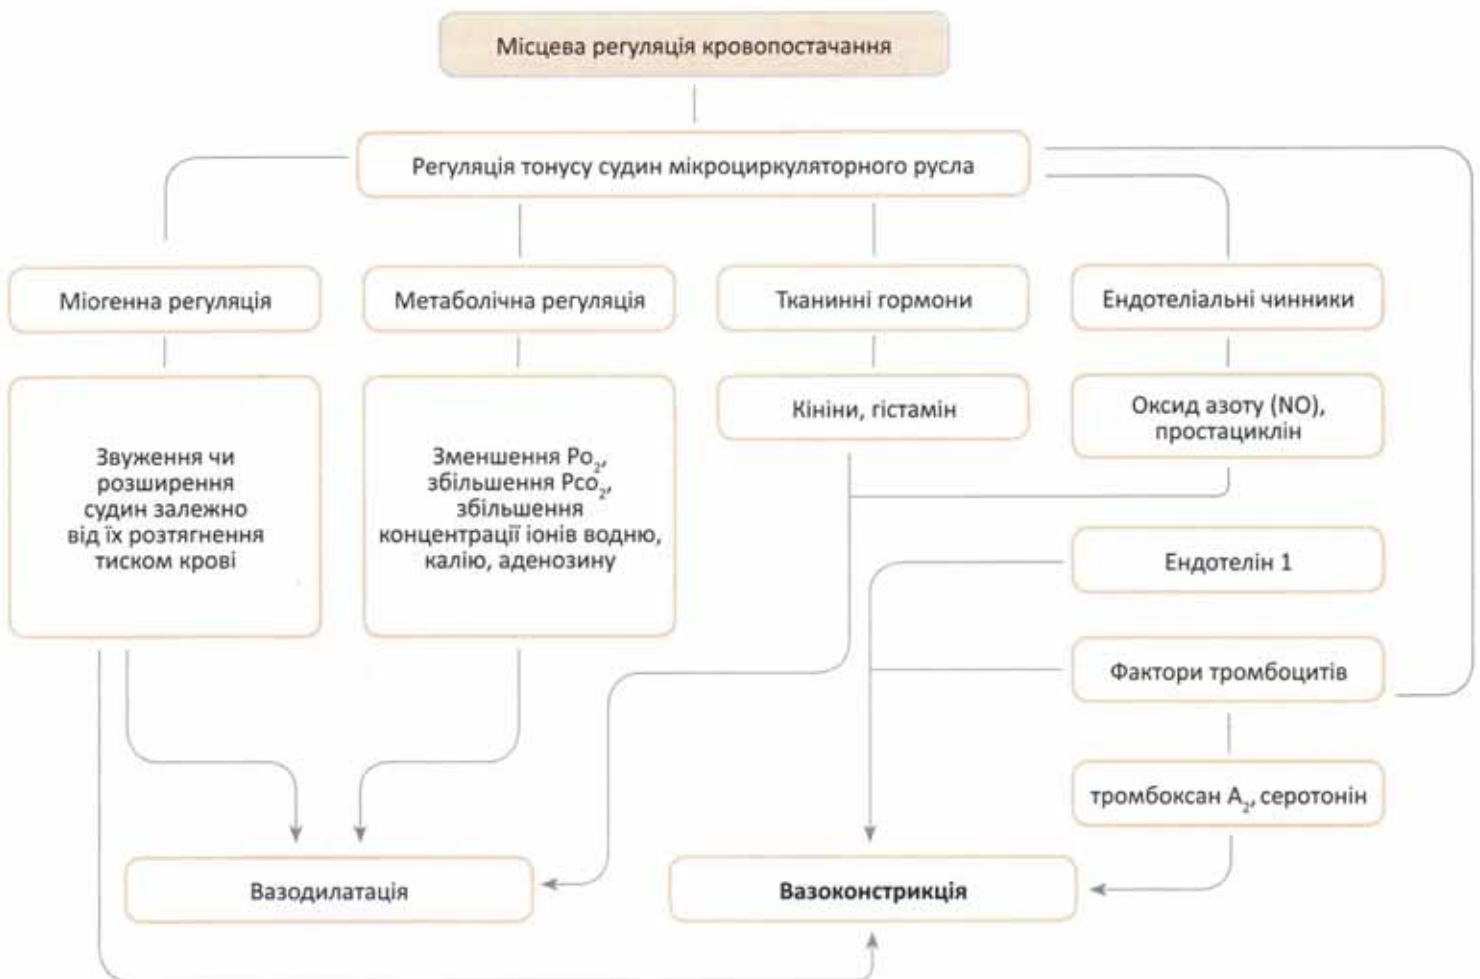 Місцева регуляція кровопостачання
Регуляція тонусу судин мікроциркуляторного русла
Міогенна регуляція
Метаболічна регуляція
Тканинні гормони
Ендотеліальні чинники
Звуження чи
розширення
судин залежно
від їх розтягнення
тиском крові
Зменшення Po₂,
збільшення Pco₂,
збільшення
концентрації іонів водню,
калію, аденозину
Кініни, гістамін
Оксид азоту (NO),
простациклін
Ендотелін 1
Фактори тромбоцитів
тромбоксан A₂, серотонін
Вазодилатація
Вазоконстрикція